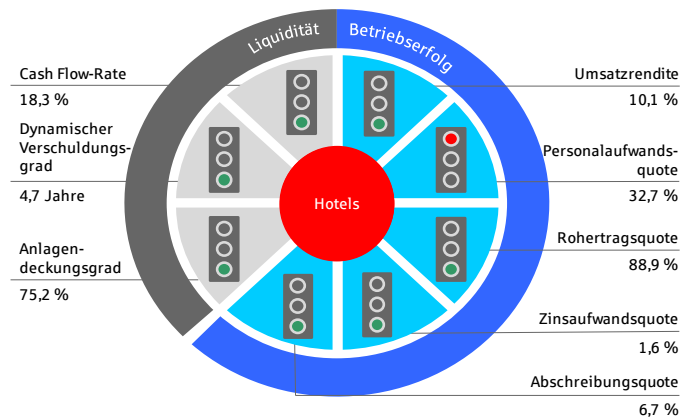 Liquidität
Betriebserfolg
Cash Flow-Rate
18,3 %
Dynamischer
Verschuldungs-
grad
4,7 Jahre
Anlagen-
deckungsgrad
75,2 %
Hotels
Umsatzrendite
10,1 %
Personalaufwands-
quote
32,7 %
Rohertragsquote
88,9 %
Zinsaufwandsquote
1,6 %
Abschreibungsquote
6,7 %